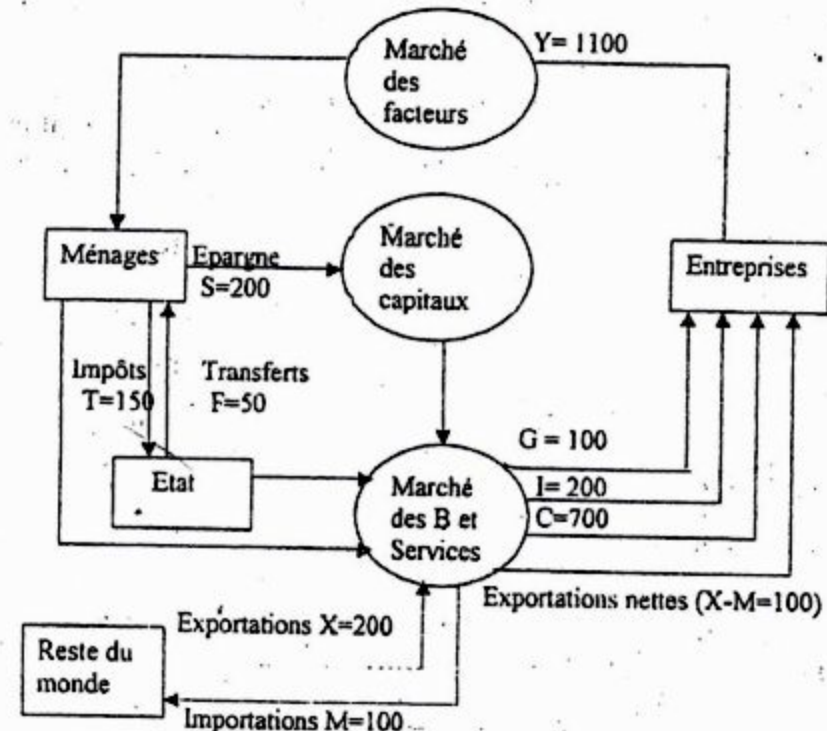 Marché
des
facteurs
Y= 1100
Ménages
Epargne
S=200
Marché
des
capitaux
Entreprises
Impôts
T=150
Transferts
F=50
Etat
Marché
des B et
Services
G = 100
I= 200
C=700
Exportations nettes (X-M=100)
Exportations X=200
Reste du
monde
Importations M=100